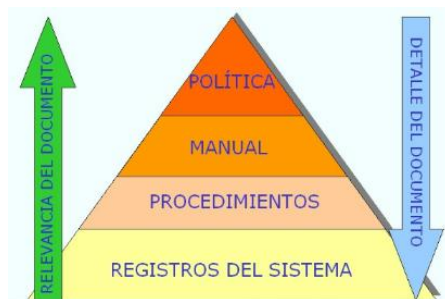 RELEVANCIA DEL DOCUMENTO
POLÍTICA
MANUAL
PROCEDIMIENTOS
REGISTROS DEL SISTEMA
DETALLE DEL DOCUMENTO